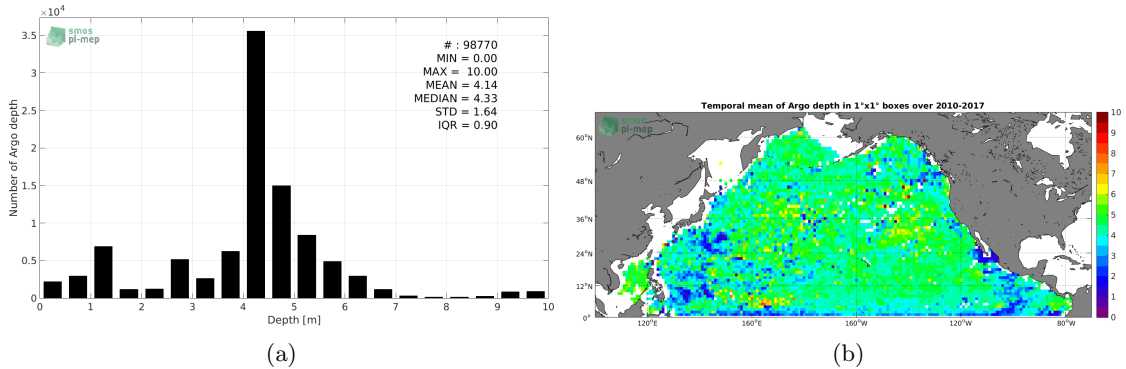 ×10⁴
smos
pi-mep
# : 98770
MIN = 0.00
MAX = 10.00
MEAN = 4.14
MEDIAN = 4.33
STD = 1.64
IQR = 0.90
3.5
3
2.5
2
1.5
1
0.5
0
Number of Argo depth
0 1 2 3 4 5 6 7 8 9 10
Depth [m]
(a)
Temporal mean of Argo depth in 1°x1° boxes over 2010-2017
smos
pi-mep
60°N
48°N
36°N
24°N
12°N
0°
120°E 160°E 160°W 120°W 80°W
10
9
8
7
6
5
4
3
2
1
0
(b)